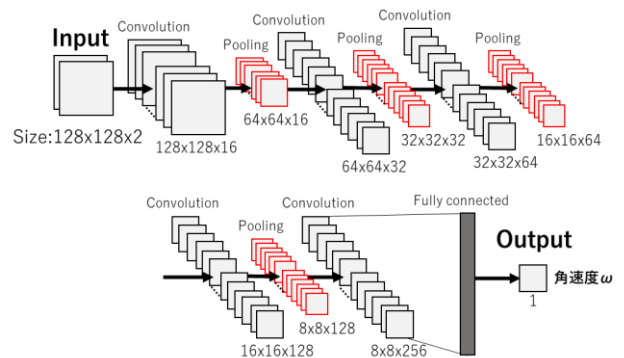 Input
Convolution
Pooling
Convolution
Pooling
Convolution
Pooling
Size:128x128x2
128x128x16
64x64x16
64x64x32
32x32x32
32x32x64
16x16x64
Convolution
Pooling
Convolution
Fully connected
Output
角速度ω
1
16x16x128
8x8x128
8x8x256